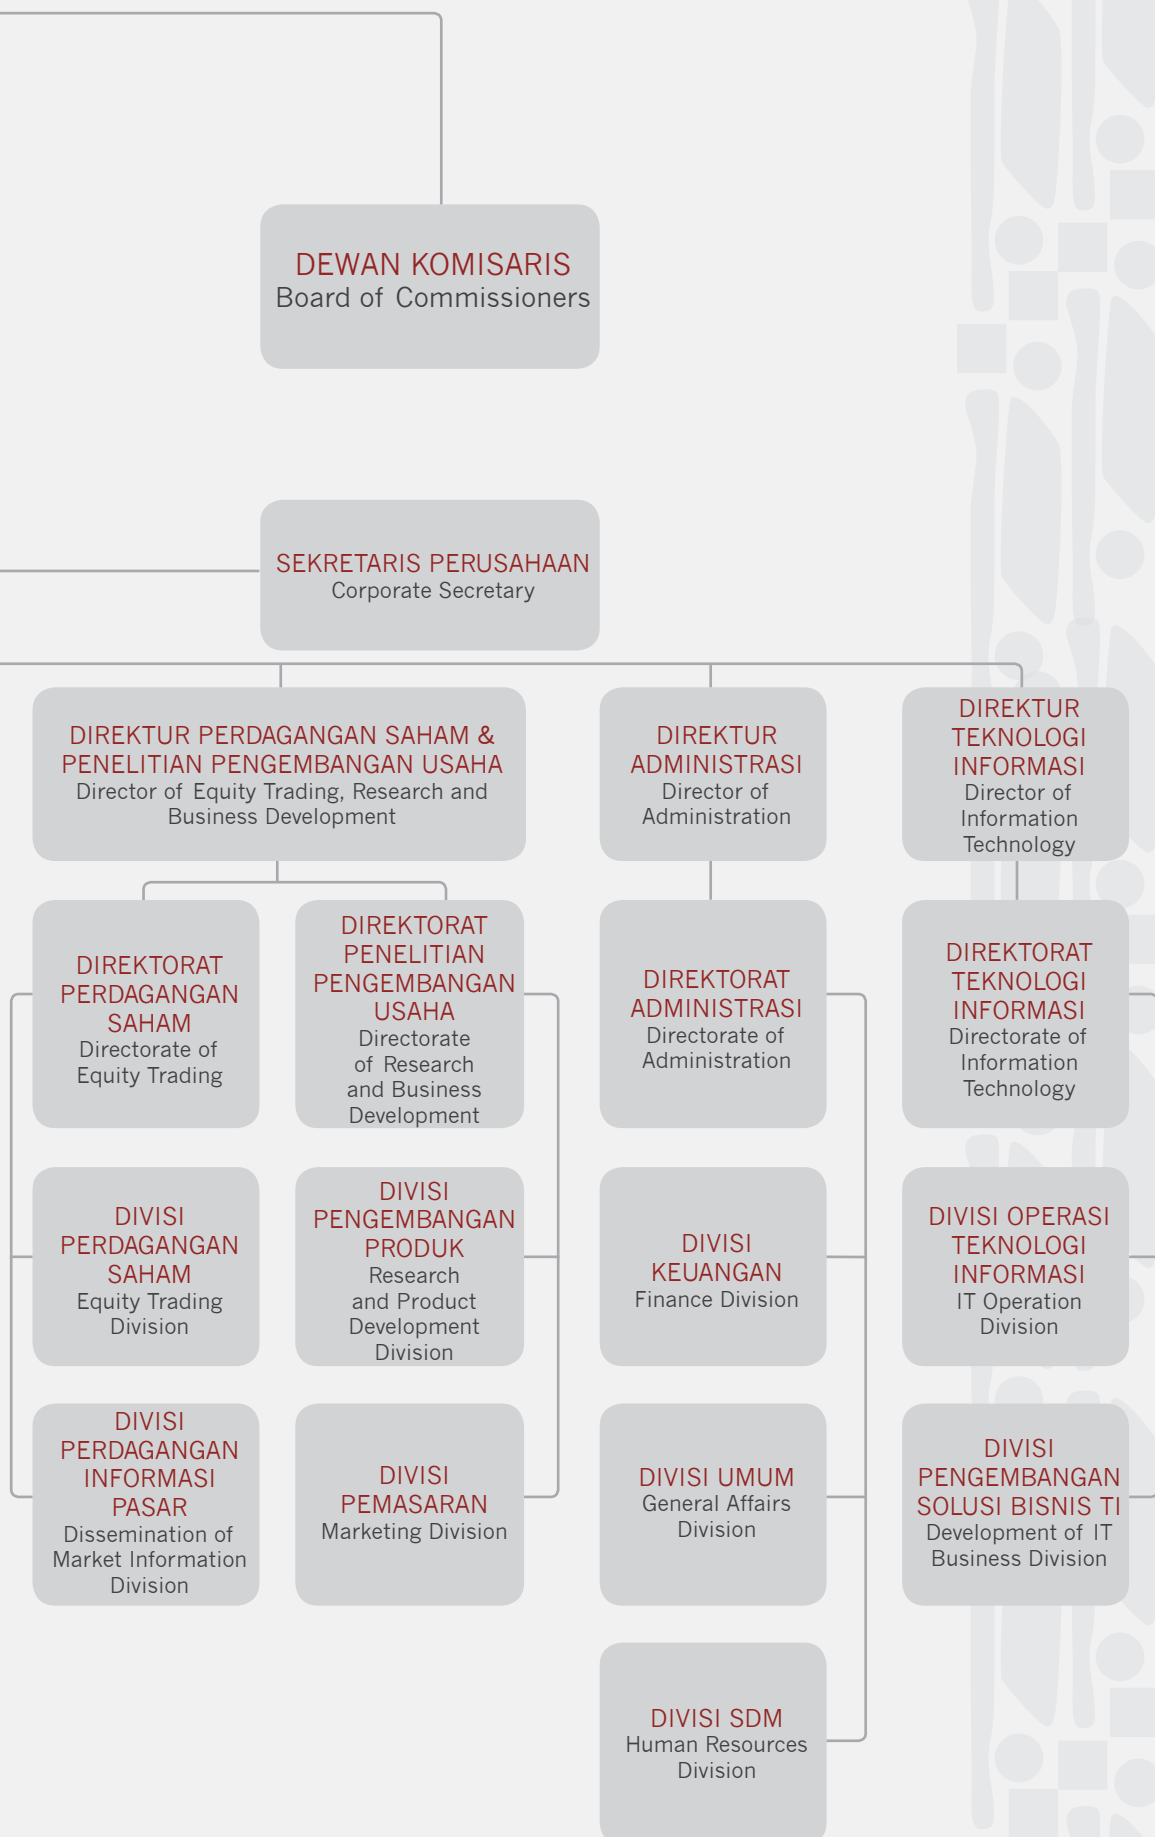 DEWAN KOMISARIS
Board of Commissioners
SEKRETARIS PERUSAHAAN
Corporate Secretary
DIREKTUR PERDAGANGAN SAHAM &
PENELITIAN PENGEMBANGAN USAHA
Director of Equity Trading, Research and
Business Development
DIREKTUR
ADMINISTRASI
Director of
Administration
DIREKTUR
TEKNOLOGI
INFORMASI
Director of
Information
Technology
DIREKTORAT
PERDAGANGAN
SAHAM
Directorate of
Equity Trading
DIREKTORAT
PENELITIAN
PENGEMBANGAN
USAHA
Directorate
of Research
and Business
Development
DIREKTORAT
ADMINISTRASI
Directorate of
Administration
DIREKTORAT
TEKNOLOGI
INFORMASI
Directorate of
Information
Technology
DIVISI
PERDAGANGAN
SAHAM
Equity Trading
Division
DIVISI
PENGEMBANGAN
PRODUK
Research
and Product
Development
Division
DIVISI
KEUANGAN
Finance Division
DIVISI OPERASI
TEKNOLOGI
INFORMASI
IT Operation
Division
DIVISI
PERDAGANGAN
INFORMASI
PASAR
Dissemination of
Market Information
Division
DIVISI
PEMASARAN
Marketing Division
DIVISI UMUM
General Affairs
Division
DIVISI
PENGEMBANGAN
SOLUSI BISNIS TI
Development of IT
Business Division
DIVISI SDM
Human Resources
Division